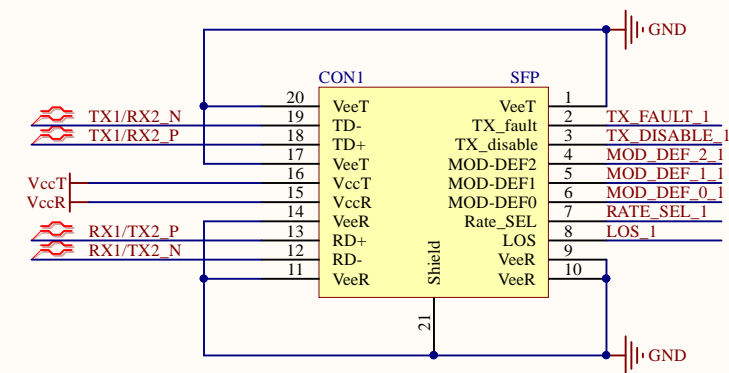 GND
CON1 SFP
20 VeeT VeeT 1
TX1/RX2_N 19 TD- TX_fault 2 TX_FAULT_1
TX1/RX2_P 18 TD+ TX_disable 3 TX_DISABLE_1
17 VeeT MOD-DEF2 4 MOD_DEF_2_1
VccT 16 VccT MOD-DEF1 5 MOD_DEF_1_1
VccR 15 VccR MOD-DEF0 6 MOD_DEF_0_1
14 VeeR Rate_SEL 7 RATE_SEL_1
RX1/TX2_P 13 RD+ LOS 8 LOS_1
RX1/TX2_N 12 RD- VeeR 9
11 VeeR VeeR 10
Shield
21
GND